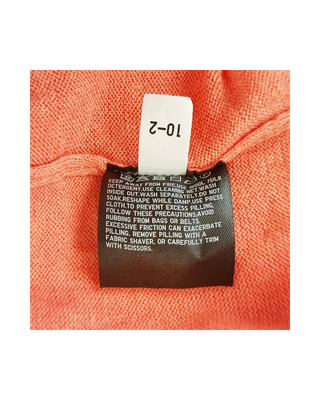 10-2
KEEP AWAY FROM FIRE.USE WOOL/SILK
DETERGENT.USE CLEANING NET.WASH
INSIDE OUT.WASH SEPARATELY.DO NOT
SOAK.RESHAPE WHILE DAMP.USE PRESS
CLOTH.TO PREVENT EXCESS PILLING,
FOLLOW THESE PRECAUTIONS,AVOID
RUBBING FROM BAGS OR BELTS.
EXCESSIVE FRICTION CAN EXACERBATE
PILLING. REMOVE PILLING WITH A
FABRIC SHAVER, OR CAREFULLY TRIM
WITH SCISSORS.